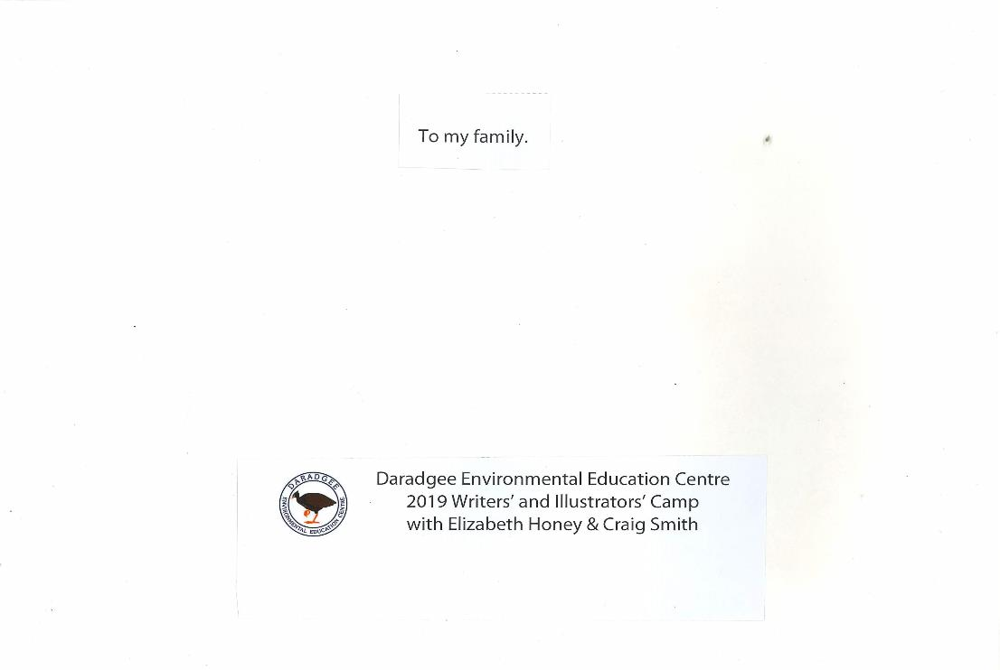 To my family.
DARADGEE
ENVIRONMENTAL EDUCATION CENTRE
Daradgee Environmental Education Centre
2019 Writers' and Illustrators' Camp
with Elizabeth Honey & Craig Smith